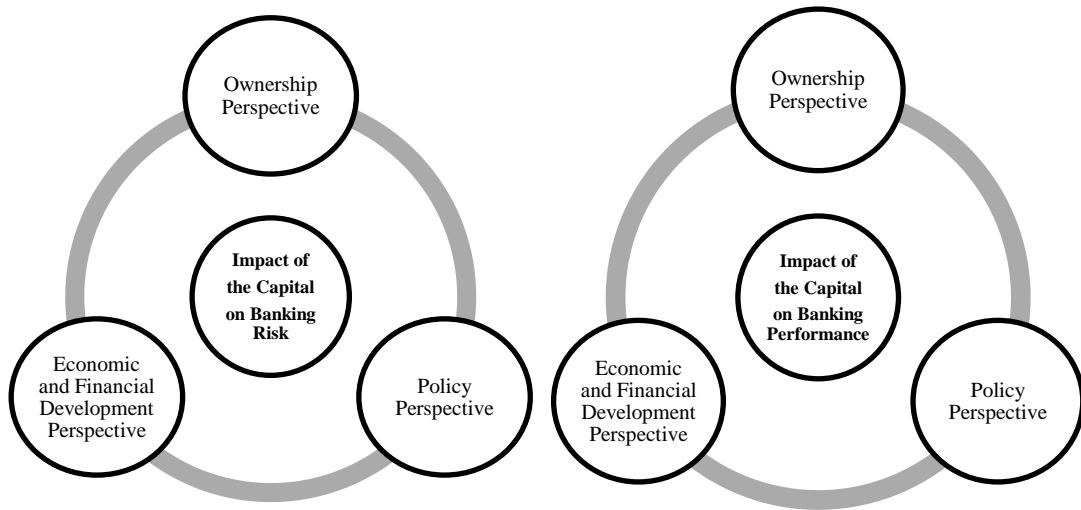 Ownership
Perspective
Impact of
the Capital
on Banking
Risk
Economic
and Financial
Development
Perspective
Policy
Perspective
Ownership
Perspective
Impact of
the Capital
on Banking
Performance
Economic
and Financial
Development
Perspective
Policy
Perspective